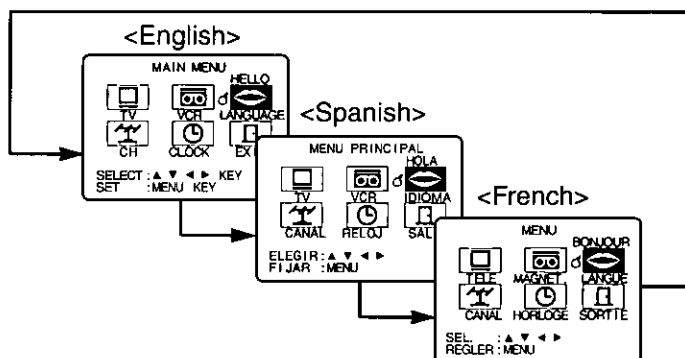 <English>
MAIN MENU
HELLO
TV VCR LANGUAGE
CH CLOCK
SELECT :▲ ▼ ◄ ► KEY
SET :MENU KEY
<Spanish>
MENU PRINCIPAL
HOLA
TV VCR IDIOMA
CANAL RELOJ SAL
ELEGIR:▲ ▼ ◄ ►
FIJAR :MENU
<French>
MENU
BONJOUR
TELE MAGNET LANGUE
CANAL HORLOGE SORTIE
SEL. :▲ ▼ ◄ ►
REGLER:MENU